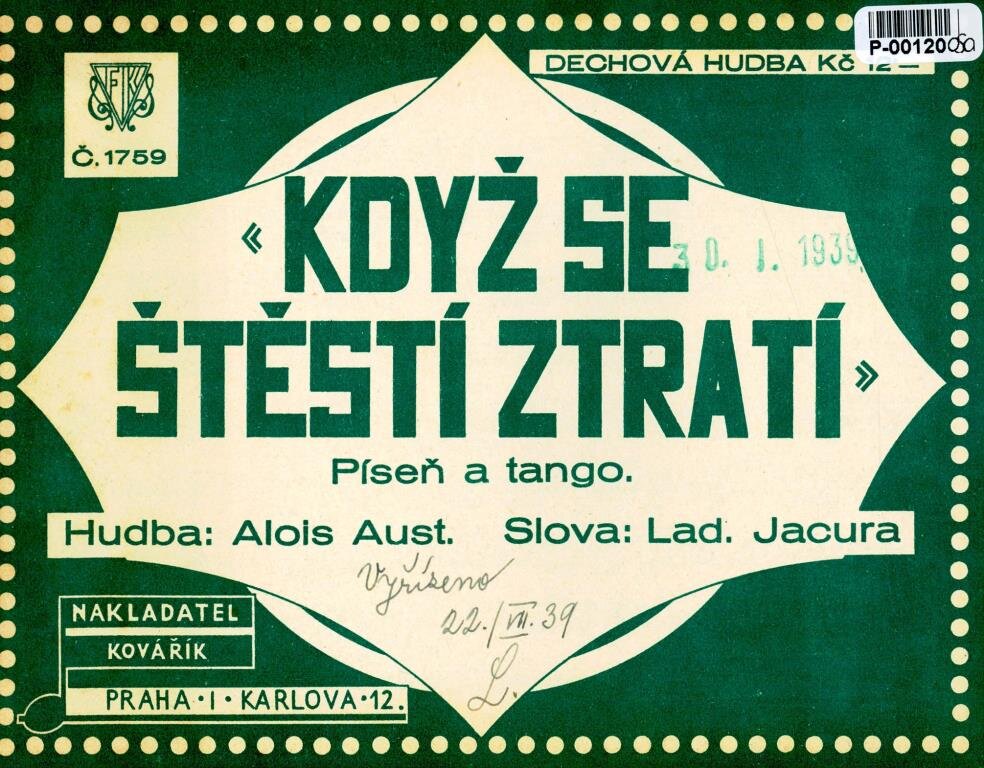 DECHOVÁ HUDBA Kč 12—
P-00120
Č. 1759
« KDYŽ SE
30. I. 1939
ŠTĚSTÍ ZTRATÍ »
Píseň a tango.
Hudba: Alois Aust. Slova: Lad. Jacura
Vyřízeno
22./VII. 39
L.
NAKLADATEL
KOVÁŘÍK
PRAHA · I · KARLOVA · 12.